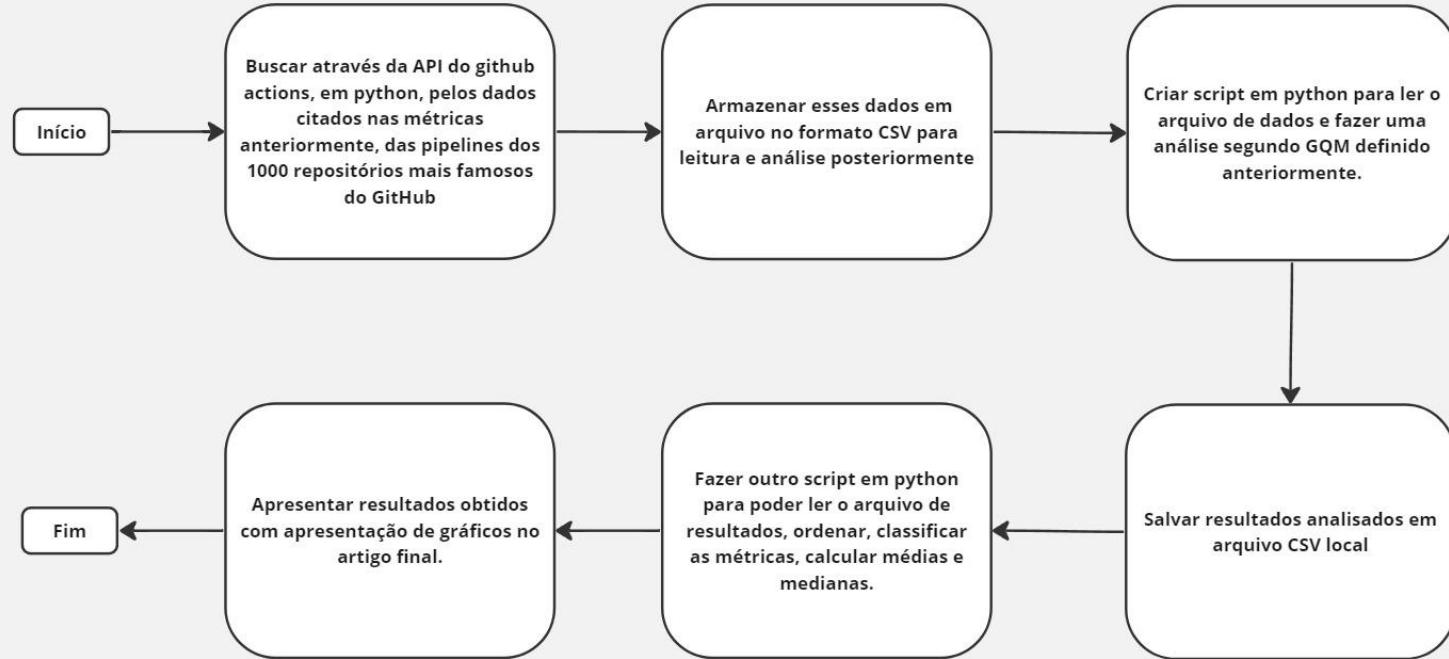 Início
Buscar através da API do github
actions, em python, pelos dados
citados nas métricas
anteriormente, das pipelines dos
1000 repositórios mais famosos
do GitHub
Armazenar esses dados em
arquivo no formato CSV para
leitura e análise posteriormente
Criar script em python para ler o
arquivo de dados e fazer uma
análise segundo GQM definido
anteriormente.
Salvar resultados analisados em
arquivo CSV local
Fazer outro script em python
para poder ler o arquivo de
resultados, ordenar, classificar
as métricas, calcular médias e
medianas.
Apresentar resultados obtidos
com apresentação de gráficos no
artigo final.
Fim